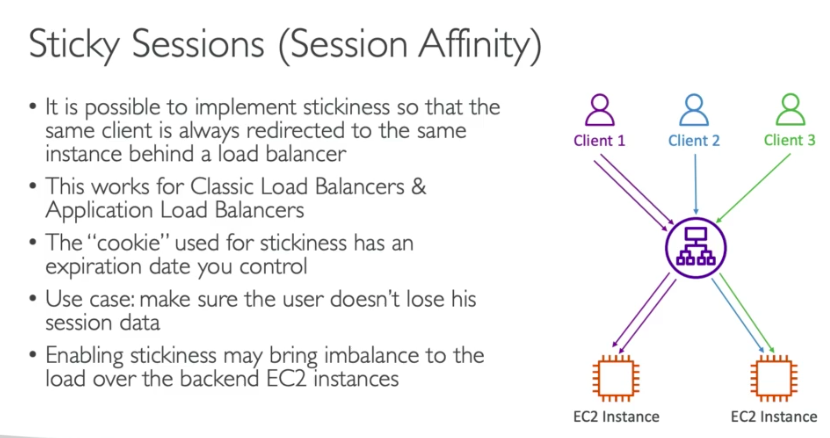 Sticky Sessions (Session Affinity)
• It is possible to implement stickiness so that the
same client is always redirected to the same
instance behind a load balancer
• This works for Classic Load Balancers &
Application Load Balancers
• The “cookie” used for stickiness has an
expiration date you control
• Use case: make sure the user doesn’t lose his
session data
• Enabling stickiness may bring imbalance to the
load over the backend EC2 instances
Client 1
Client 2
Client 3
EC2 Instance
EC2 Instance